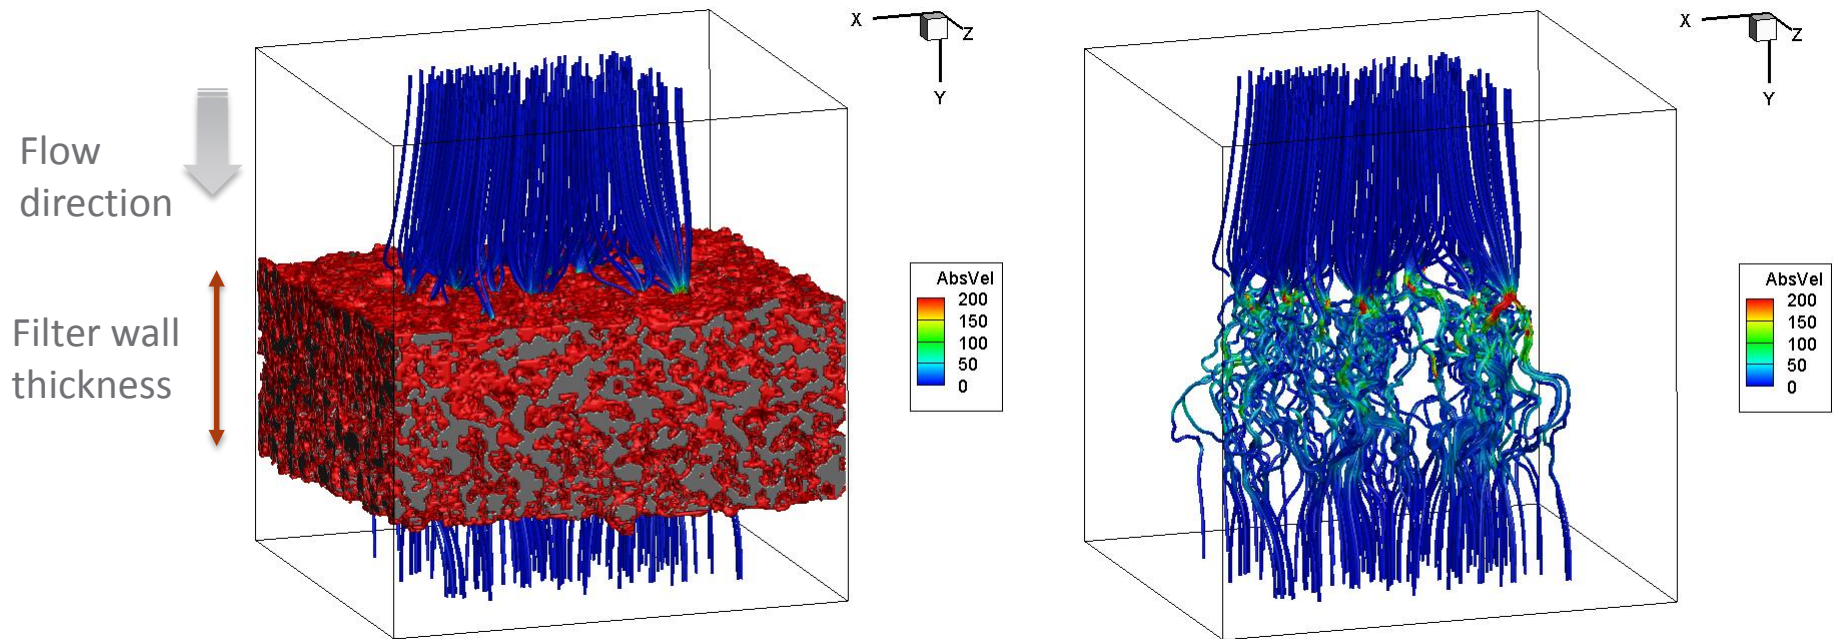 Flow
direction
Filter wall
thickness
X
Z
Y
AbsVel
200
150
100
50
0
X
Z
Y
AbsVel
200
150
100
50
0